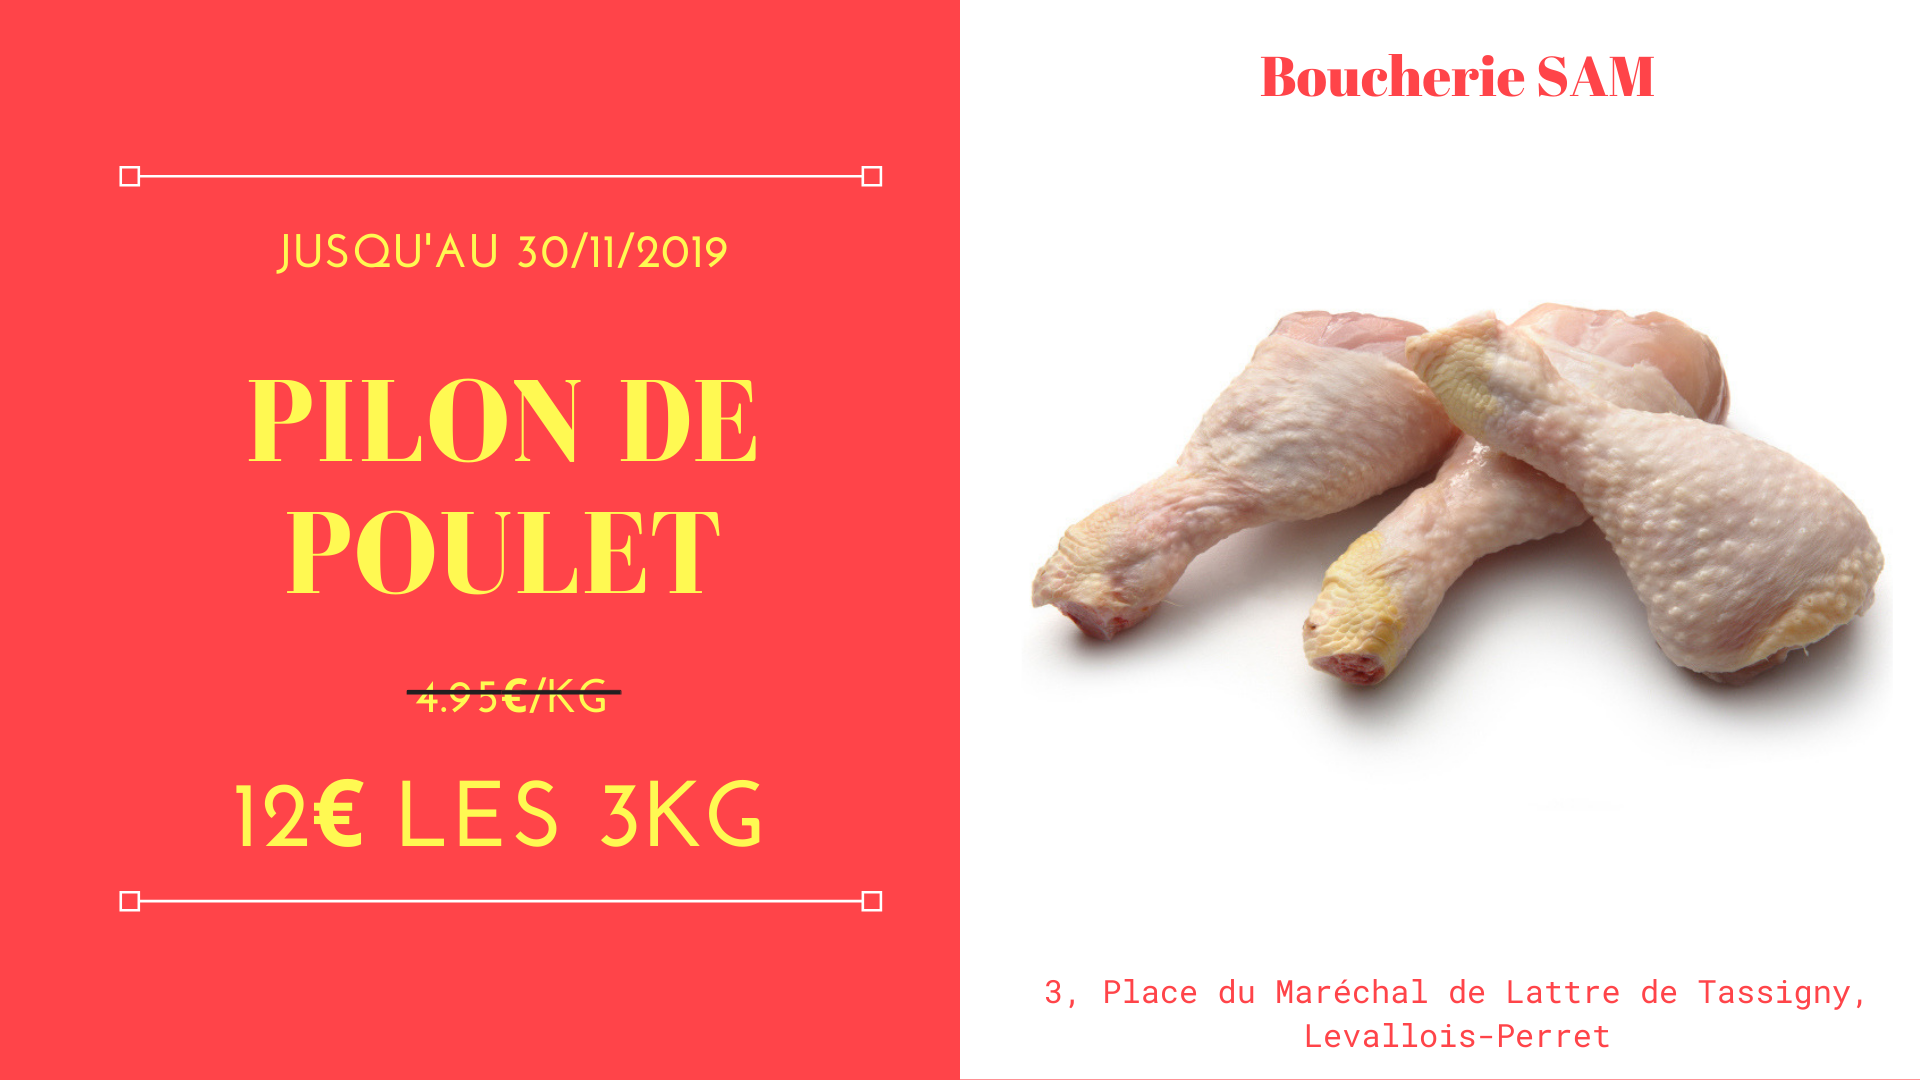 Boucherie SAM
JUSQU'AU 30/11/2019
PILON DE
POULET
4.95€/KG
12€ LES 3KG
3, Place du Maréchal de Lattre de Tassigny,
Levallois-Perret